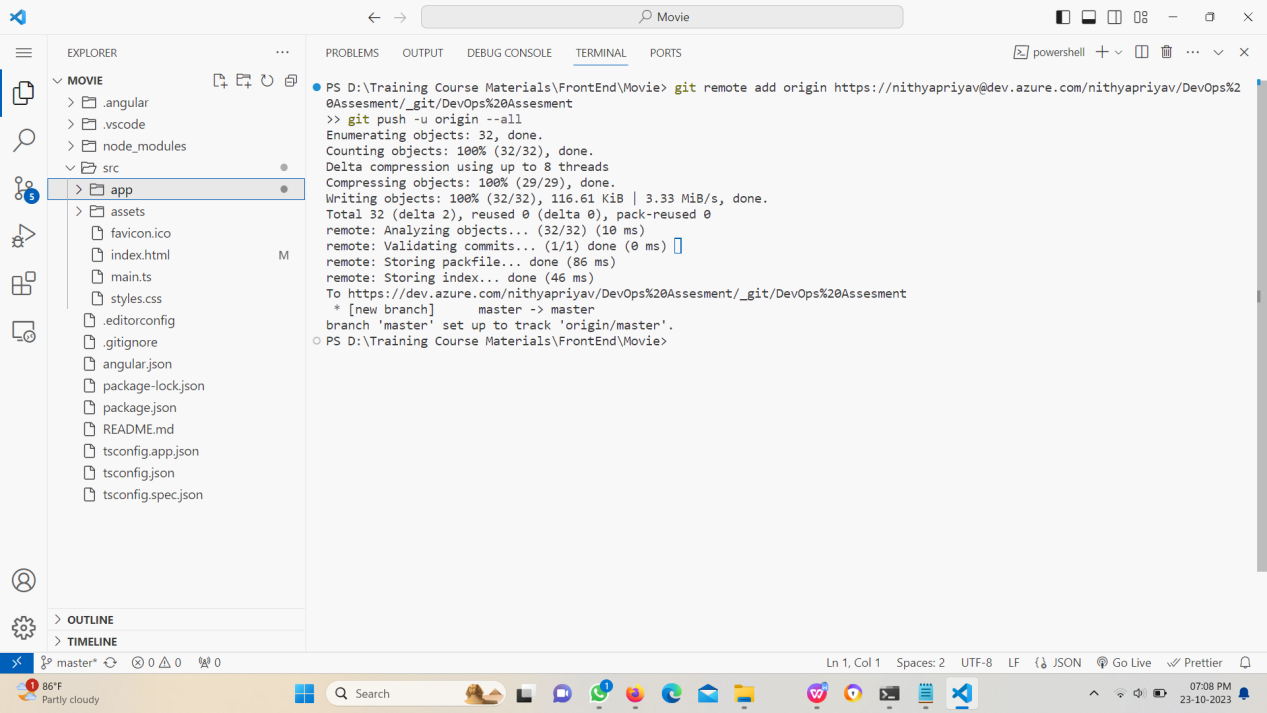 Movie
EXPLORER
MOVIE
.angular
.vscode
node_modules
src
app
assets
favicon.ico
index.html M
main.ts
styles.css
.editorconfig
.gitignore
angular.json
package-lock.json
package.json
README.md
tsconfig.app.json
tsconfig.json
tsconfig.spec.json
OUTLINE
TIMELINE
5
PROBLEMS OUTPUT DEBUG CONSOLE TERMINAL PORTS
powershell
PS D:\Training Course Materials\FrontEnd\Movie> git remote add origin https://nithyapriyav@dev.azure.com/nithyapriyav/DevOps%2
0Assesment/_git/DevOps%20Assesment
>> git push -u origin --all
Enumerating objects: 32, done.
Counting objects: 100% (32/32), done.
Delta compression using up to 8 threads
Compressing objects: 100% (29/29), done.
Writing objects: 100% (32/32), 116.61 KiB | 3.33 MiB/s, done.
Total 32 (delta 2), reused 0 (delta 0), pack-reused 0
remote: Analyzing objects... (32/32) (10 ms)
remote: Validating commits... (1/1) done (0 ms)
remote: Storing packfile... done (86 ms)
remote: Storing index... done (46 ms)
To https://dev.azure.com/nithyapriyav/DevOps%20Assesment/_git/DevOps%20Assesment
* [new branch] master -> master
branch 'master' set up to track 'origin/master'.
PS D:\Training Course Materials\FrontEnd\Movie>
master* 0 0 0 Ln 1, Col 1 Spaces: 2 UTF-8 LF {} JSON Go Live Prettier
1
86°F
Partly cloudy
Search
1
07:08 PM
23-10-2023